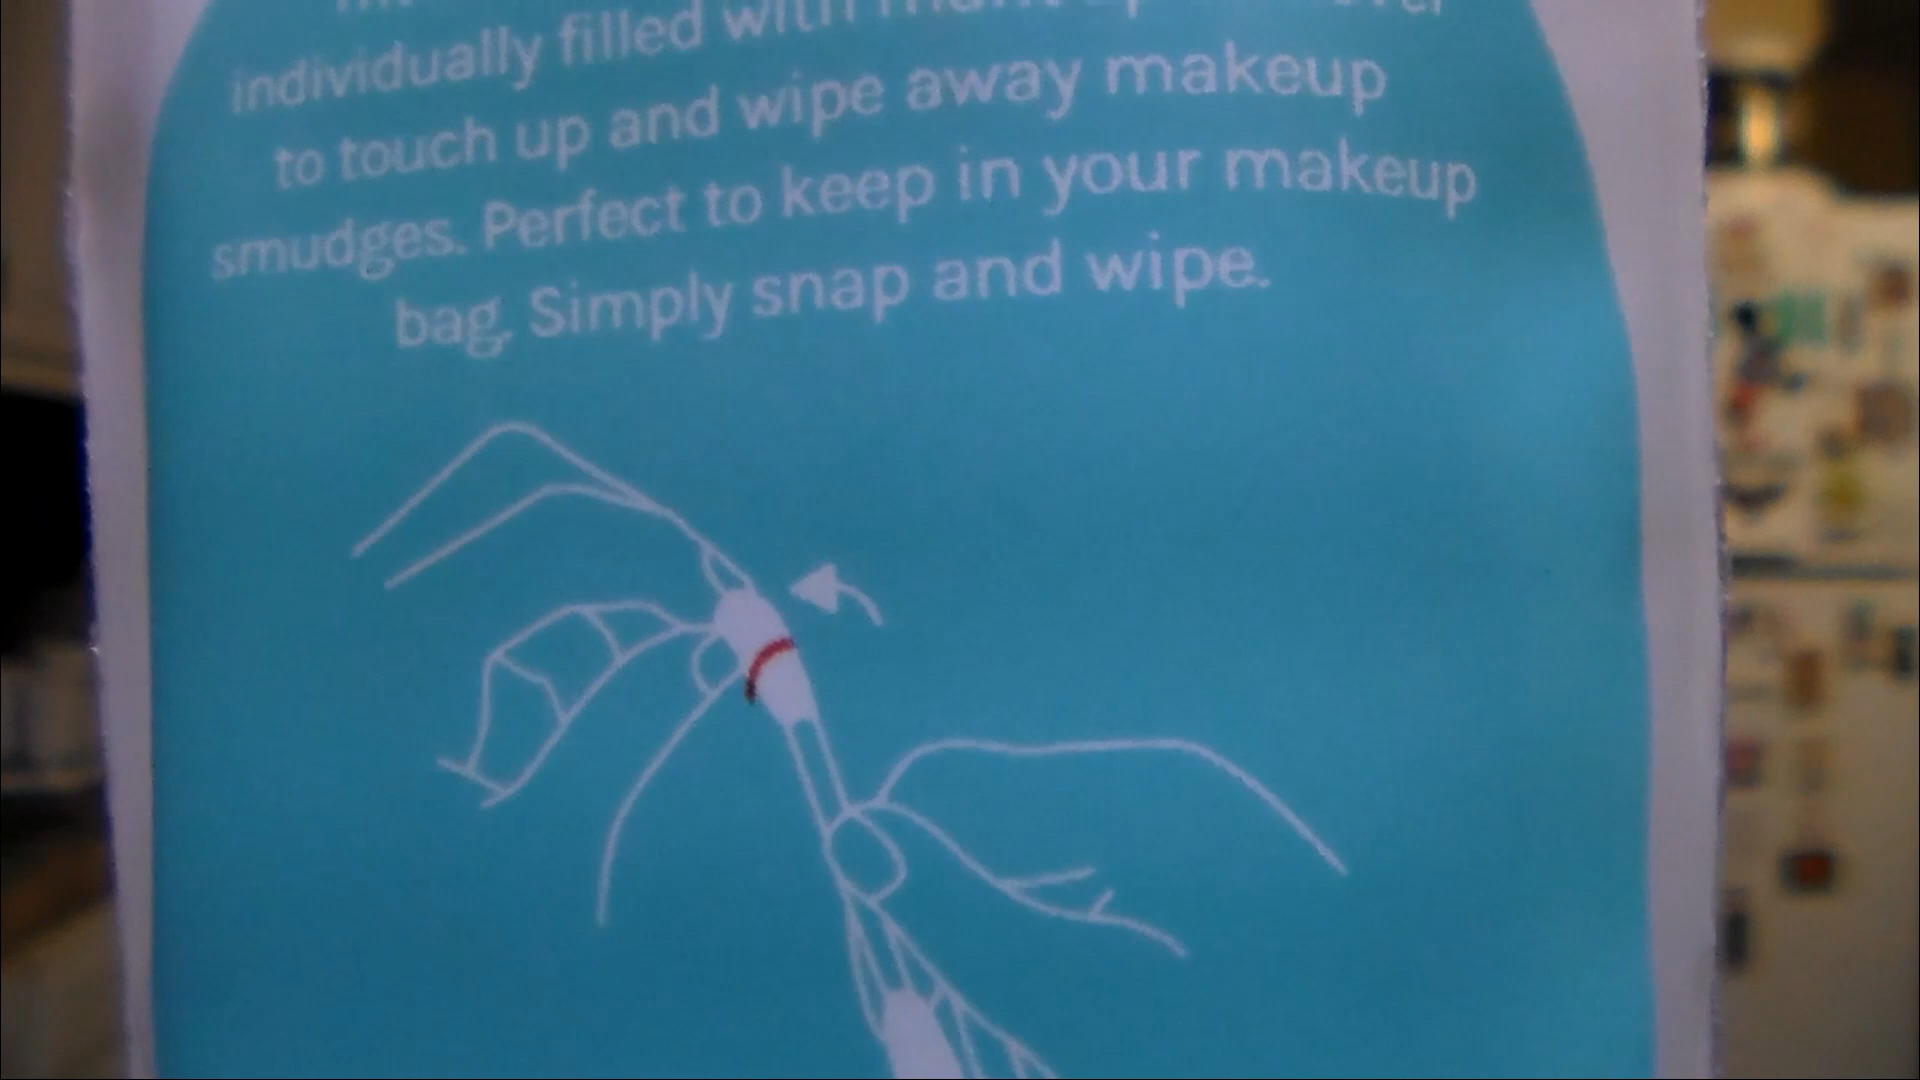 individually filled with
to touch up and wipe away makeup
smudges. Perfect to keep in your makeup
bag. Simply snap and wipe.